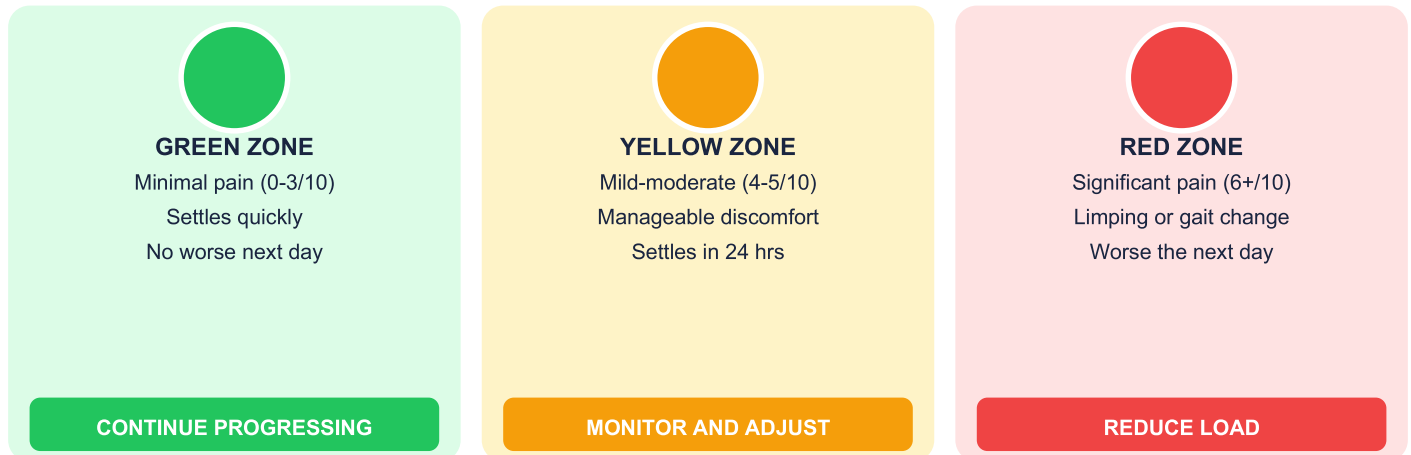 GREEN ZONE
Minimal pain (0-3/10)
Settles quickly
No worse next day
CONTINUE PROGRESSING
YELLOW ZONE
Mild-moderate (4-5/10)
Manageable discomfort
Settles in 24 hrs
MONITOR AND ADJUST
RED ZONE
Significant pain (6+/10)
Limping or gait change
Worse the next day
REDUCE LOAD